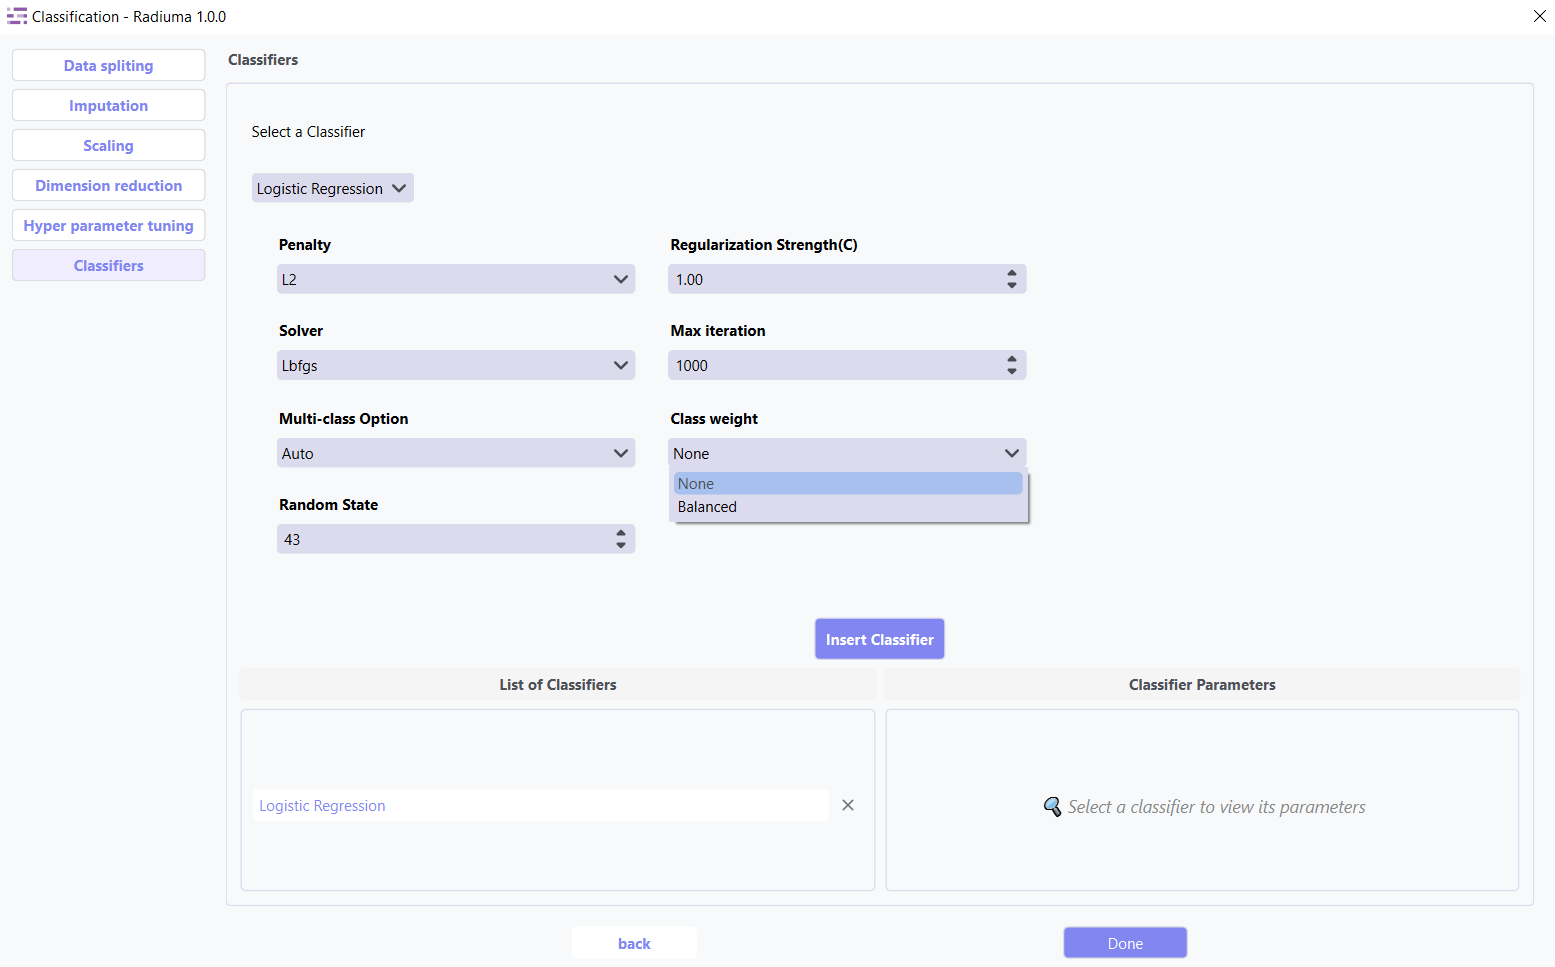 Classification - Radiuma 1.0.0
Data spliting
Imputation
Scaling
Dimension reduction
Hyper parameter tuning
Classifiers
Classifiers
Select a Classifier
Logistic Regression
Penalty
L2
Regularization Strength(C)
1.00
Solver
Lbfgs
Max iteration
1000
Multi-class Option
Auto
Class weight
None
None
Balanced
Random State
43
Insert Classifier
List of Classifiers
Classifier Parameters
Logistic Regression
Select a classifier to view its parameters
back
Done